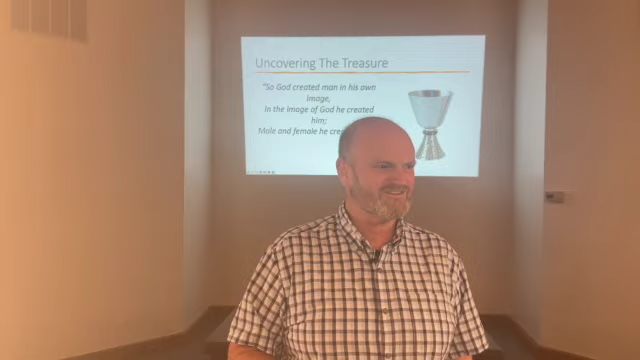 Uncovering The Treasure
"So God created man in his own
image,
In the image of God he created
him;
Male and female he